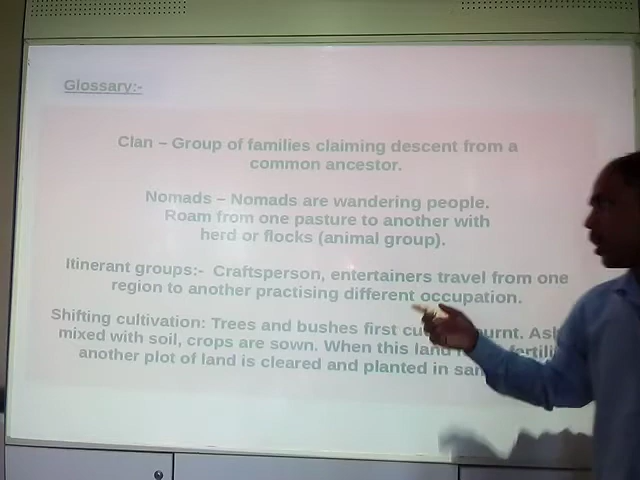 Glossary:-
Clan – Group of families claiming descent from a
common ancestor.
Nomads – Nomads are wandering people.
Roam from one pasture to another with
herd or flocks (animal group).
Itinerant groups:- Craftsperson, entertainers travel from one
region to another practising different occupation.
Shifting cultivation: Trees and bushes first
mixed with soil, crops are sown. When this land
another plot of land is cleared and planted in